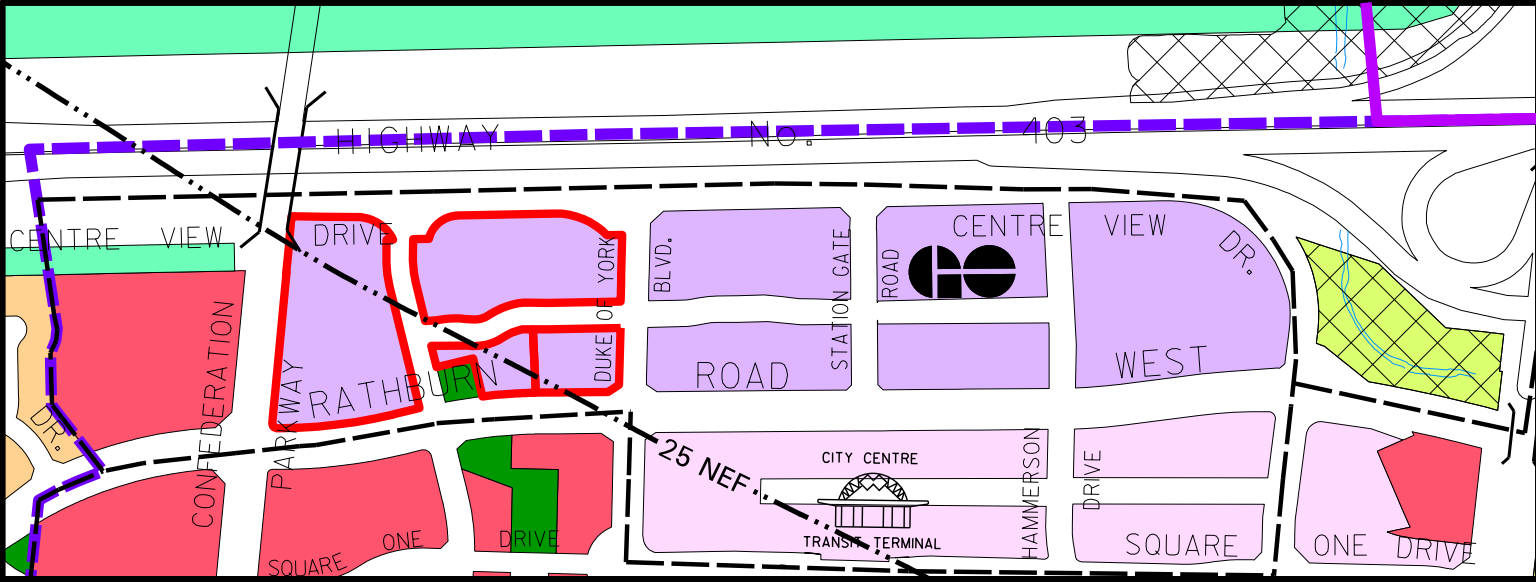 HIGHWAY No. 403
CENTRE VIEW DRIVE
CENTRE VIEW DR.
DUKE OF YORK BLVD.
STATION GATE ROAD
CONFEDERATION PARKWAY
RATHBURN ROAD WEST
DR.
25 NEF
CITY CENTRE
TRANSIT TERMINAL
HAMMERSON DRIVE
SQUARE ONE DRIVE
SQUARE ONE DRIVE